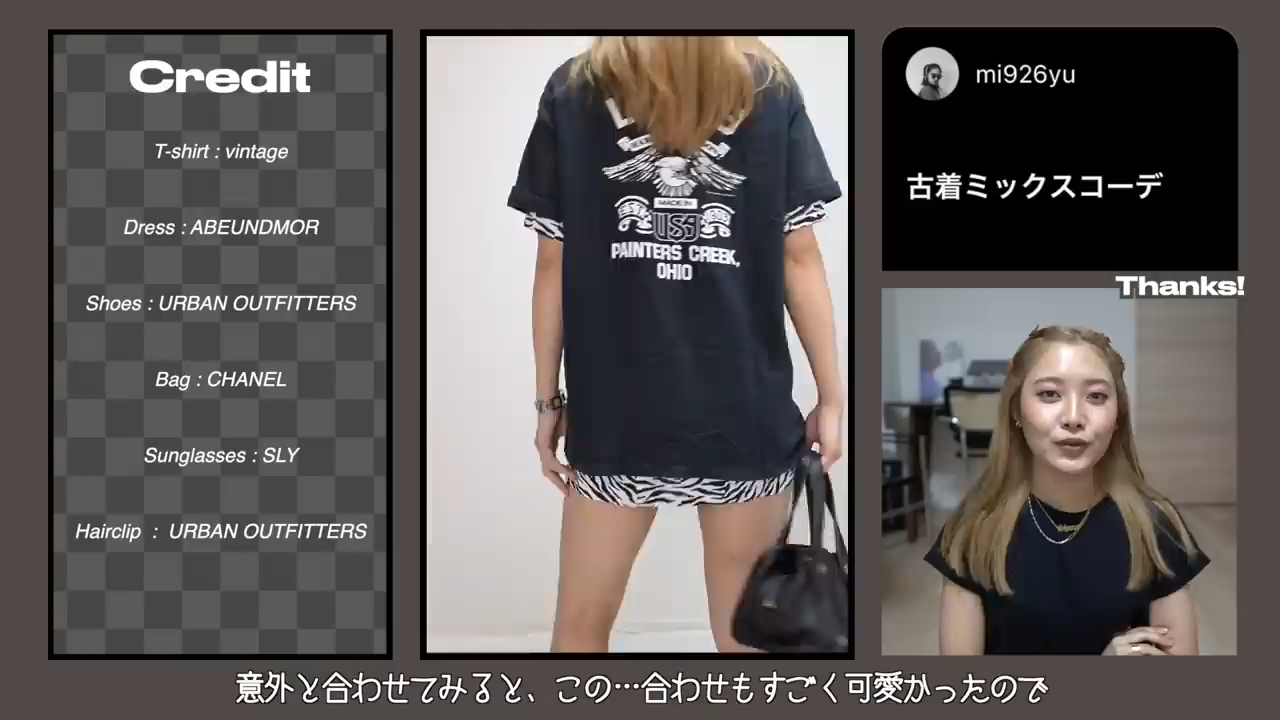 Credit
T-shirt : vintage
Dress : ABEUNDMOR
Shoes : URBAN OUTFITTERS
Bag : CHANEL
Sunglasses : SLY
Hairclip : URBAN OUTFITTERS
MADE IN
USA
PAINTERS CREEK,
OHIO
mi926yu
古着ミックスコーデ
Thanks!
意外と合わせてみると、この…合わせもすごく可愛かったので